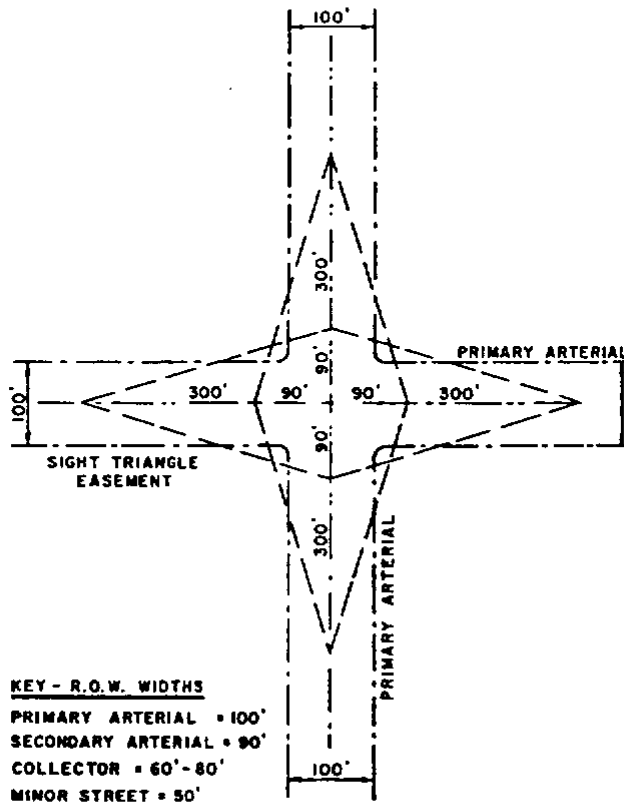 100'
300'
PRIMARY ARTERIAL
90'
100'
300' 90' 90' 300'
90'
SIGHT TRIANGLE
EASEMENT
300'
PRIMARY ARTERIAL
KEY - R.O.W. WIDTHS
PRIMARY ARTERIAL = 100'
SECONDARY ARTERIAL = 90'
COLLECTOR = 60'-80'
MINOR STREET = 50'
100'